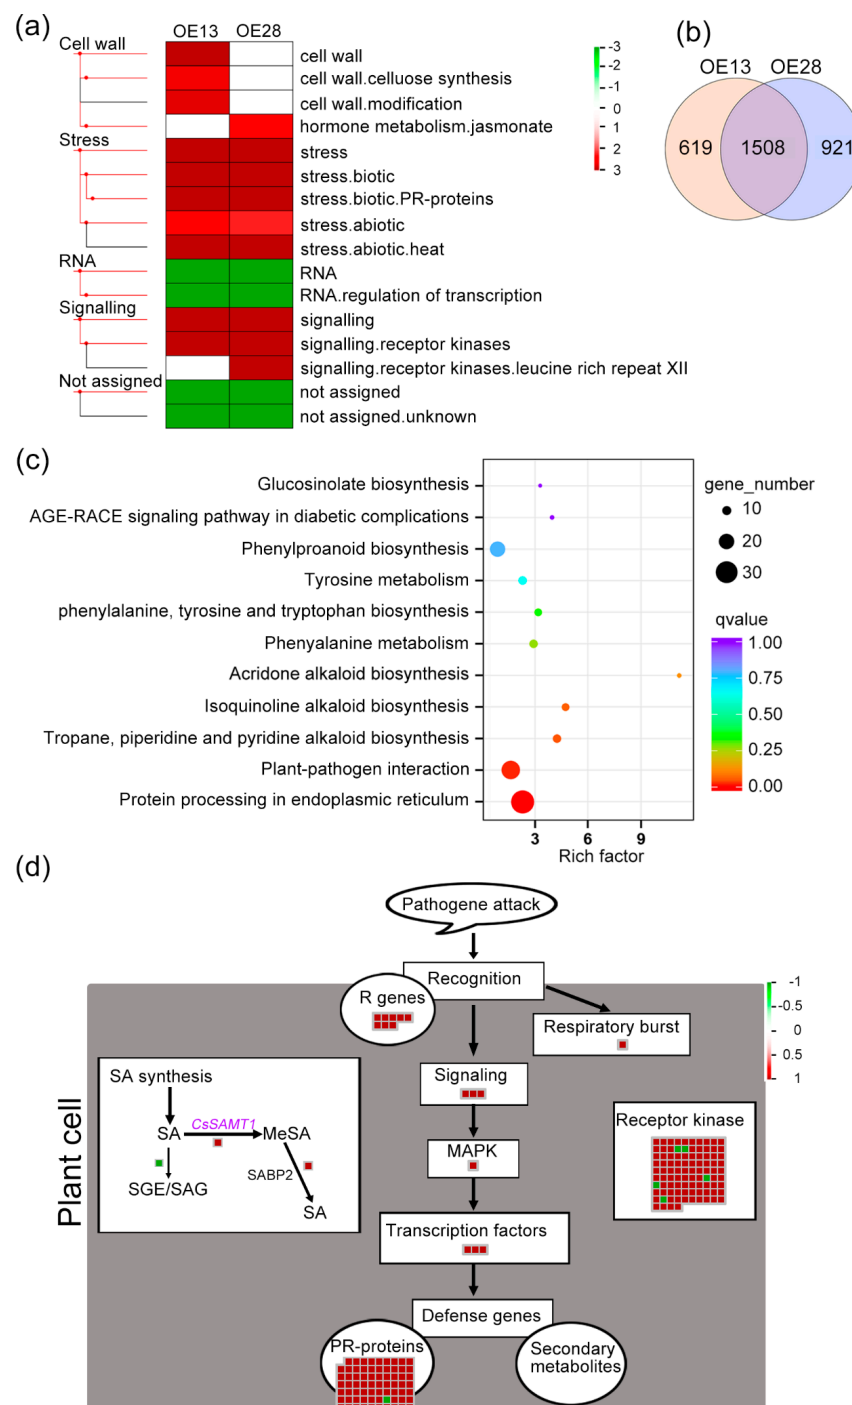 (a)
OE13 OE28
Cell wall
cell wall
cell wall.celluose synthesis
cell wall.modification
hormone metabolism.jasmonate
Stress
stress
stress.biotic
stress.biotic.PR-proteins
stress.abiotic
stress.abiotic.heat
RNA
RNA
RNA.regulation of transcription
Signalling
signalling
signalling.receptor kinases
signalling.receptor kinases.leucine rich repeat XII
Not assigned
not assigned
not assigned.unknown
-3
-2
-1
0
1
2
3
(b)
OE13 OE28
619 1508 921
(c)
Glucosinolate biosynthesis
AGE-RACE signaling pathway in diabetic complications
Phenylproanoid biosynthesis
Tyrosine metabolism
phenylalanine, tyrosine and tryptophan biosynthesis
Phenyalanine metabolism
Acridone alkaloid biosynthesis
Isoquinoline alkaloid biosynthesis
Tropane, piperidine and pyridine alkaloid biosynthesis
Plant-pathogen interaction
Protein processing in endoplasmic reticulum
3 6 9
Rich factor
gene_number
10
20
30
qvalue
1.00
0.75
0.50
0.25
0.00
(d)
Pathogene attack
Recognition
R genes
Respiratory burst
-1
-0.5
0
0.5
1
Plant cell
SA synthesis
CsSAMT1
SA MeSA
SABP2
SGE/SAG
SA
Signaling
MAPK
Receptor kinase
Transcription factors
Defense genes
PR-proteins
Secondary
metabolites